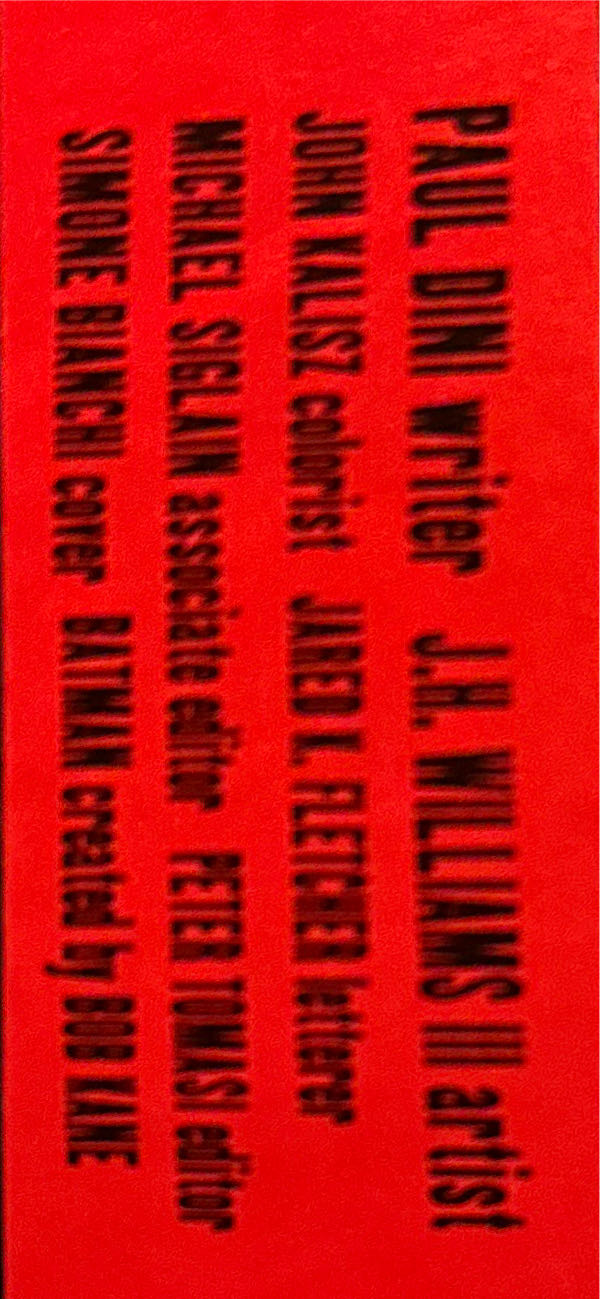 PAUL DINI writer J.H. WILLIAMS III artist
JOHN KALISZ colorist JARED K. FLETCHER letterer
MICHAEL SIGLAIN associate editor PETER TOMASI editor
SIMONE BIANCHI cover BATMAN created by BOB KANE